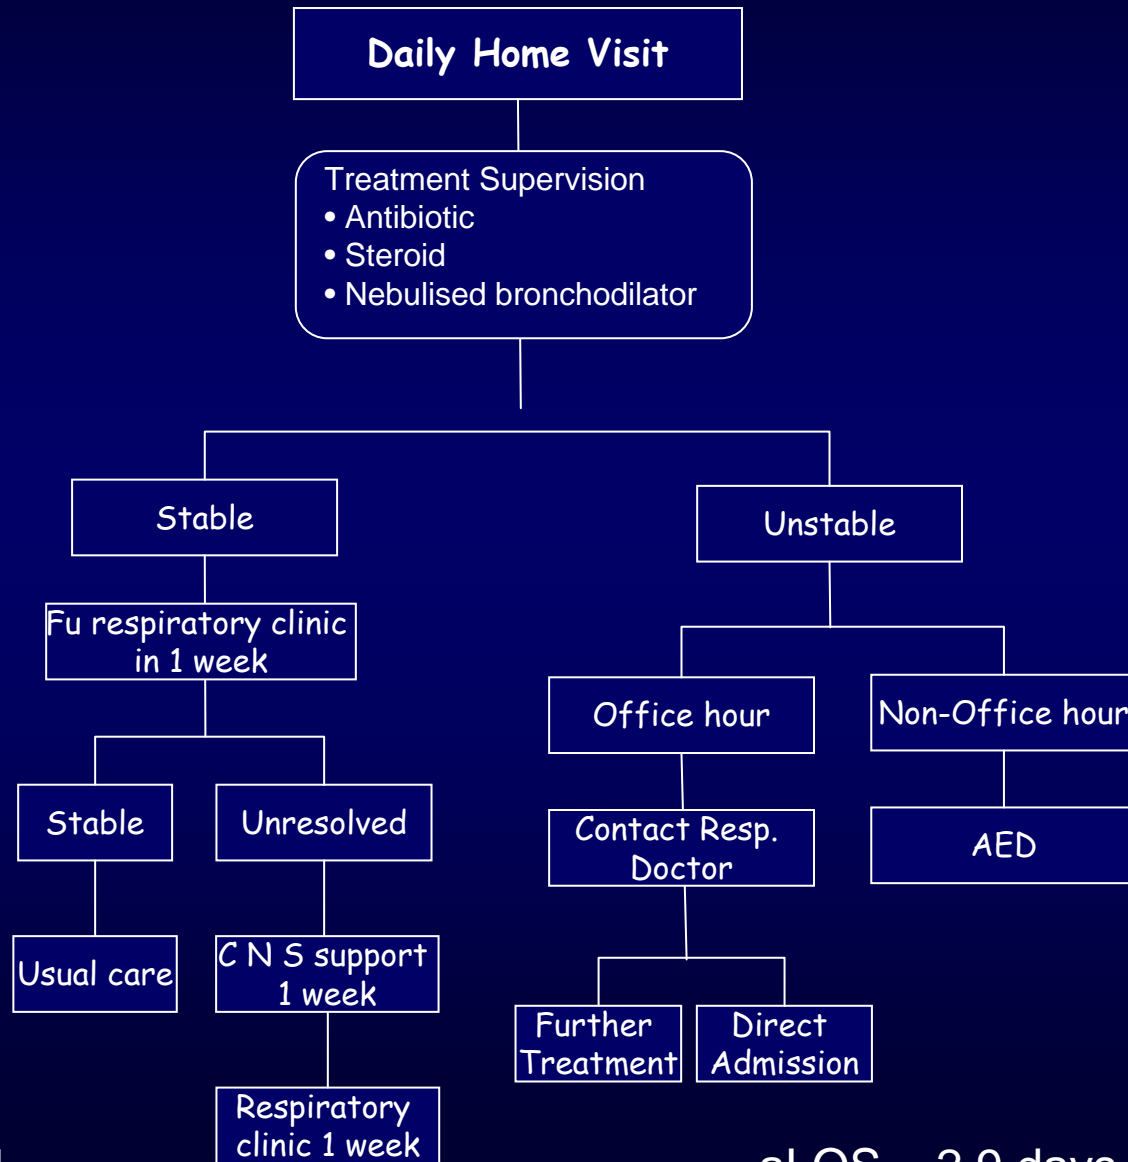 Daily Home Visit
Treatment Supervision
• Antibiotic
• Steroid
• Nebulised bronchodilator
Stable
Unstable
Fu respiratory clinic
in 1 week
Office hour
Non-Office hour
Stable
Unresolved
Contact Resp.
Doctor
AED
Usual care
C N S support
1 week
Further
Treatment
Direct
Admission
Respiratory
clinic 1 week